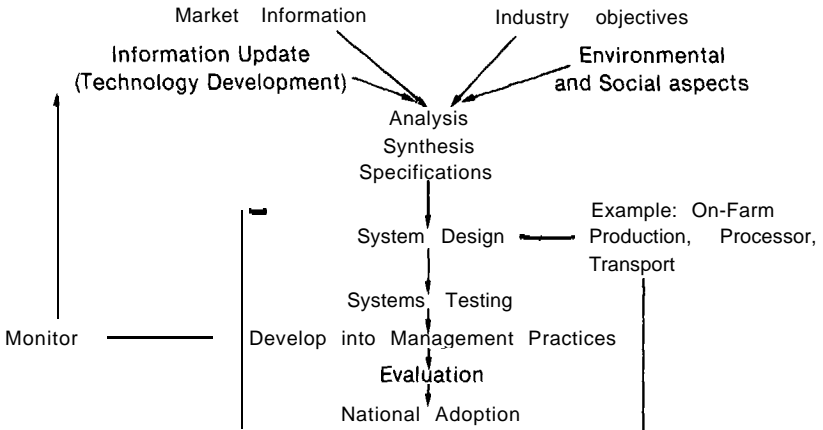 Market Information
Industry objectives
Information Update
(Technology Development)
Environmental
and Social aspects
Analysis
Synthesis
Specifications
System Design
Example: On-Farm
Production, Processor,
Transport
Systems Testing
Monitor
Develop into Management Practices
Evaluation
National Adoption